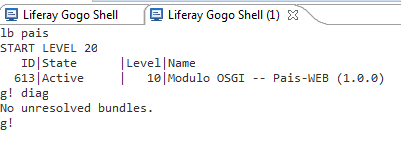 Liferay Gogo Shell Liferay Gogo Shell (1)
lb pais
START LEVEL 20
   ID|State      |Level|Name
  613|Active     |   10|Modulo OSGI -- Pais-WEB (1.0.0)
g! diag
No unresolved bundles.
g!